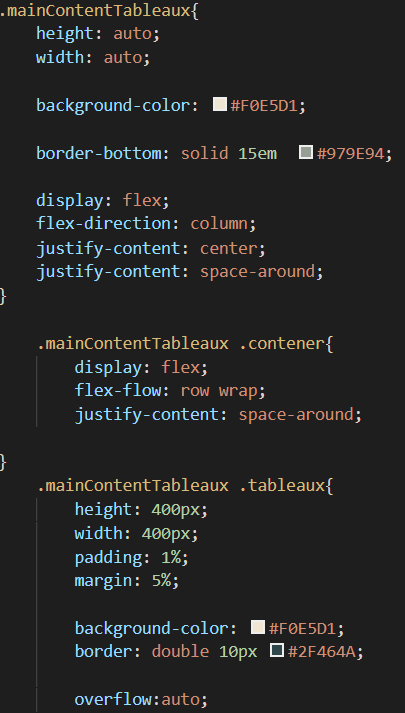 .mainContentTableaux{
height: auto;
width: auto;
background-color: #F0E5D1;
border-bottom: solid 15em #979E94;
display: flex;
flex-direction: column;
justify-content: center;
justify-content: space-around;
}
.mainContentTableaux .contener{
display: flex;
flex-flow: row wrap;
justify-content: space-around;
}
.mainContentTableaux .tableaux{
height: 400px;
width: 400px;
padding: 1%;
margin: 5%;
background-color: #F0E5D1;
border: double 10px #2F464A;
overflow:auto;